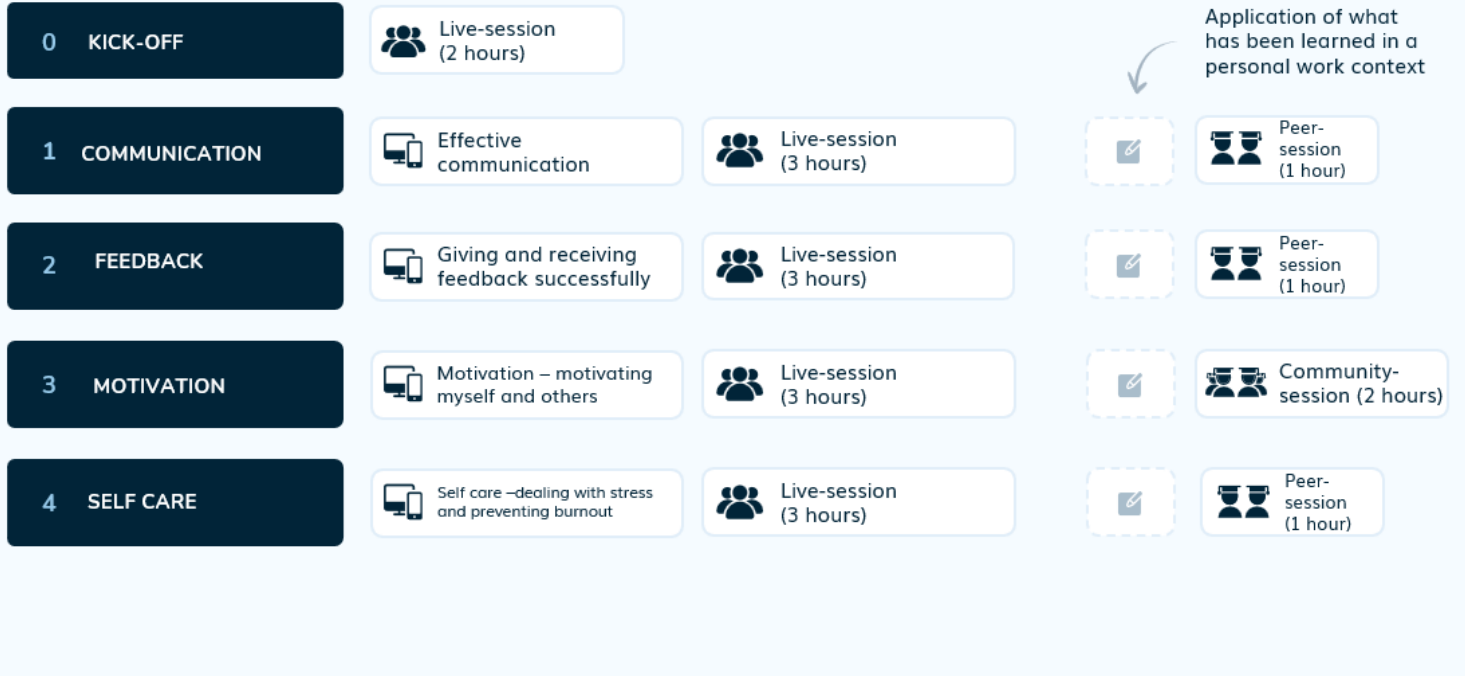 0 KICK-OFF
Live-session
(2 hours)
Application of what
has been learned in a
personal work context
1 COMMUNICATION
Effective
communication
Live-session
(3 hours)
Peer-
session
(1 hour)
2 FEEDBACK
Giving and receiving
feedback successfully
Live-session
(3 hours)
Peer-
session
(1 hour)
3 MOTIVATION
Motivation – motivating
myself and others
Live-session
(3 hours)
Community-
session (2 hours)
4 SELF CARE
Self care –dealing with stress
and preventing burnout
Live-session
(3 hours)
Peer-
session
(1 hour)